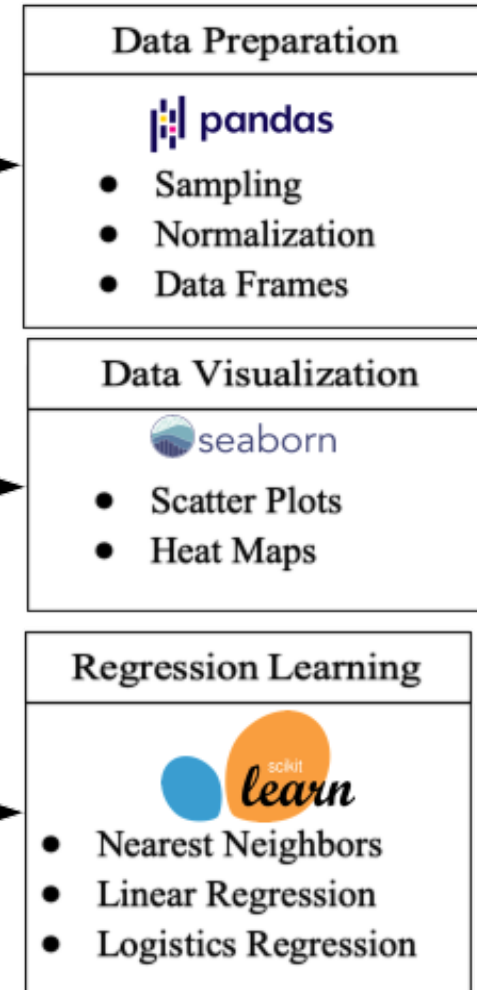 Data Preparation
pandas
Sampling
Normalization
Data Frames
Data Visualization
seaborn
Scatter Plots
Heat Maps
Regression Learning
scikit
learn
Nearest Neighbors
Linear Regression
Logistics Regression